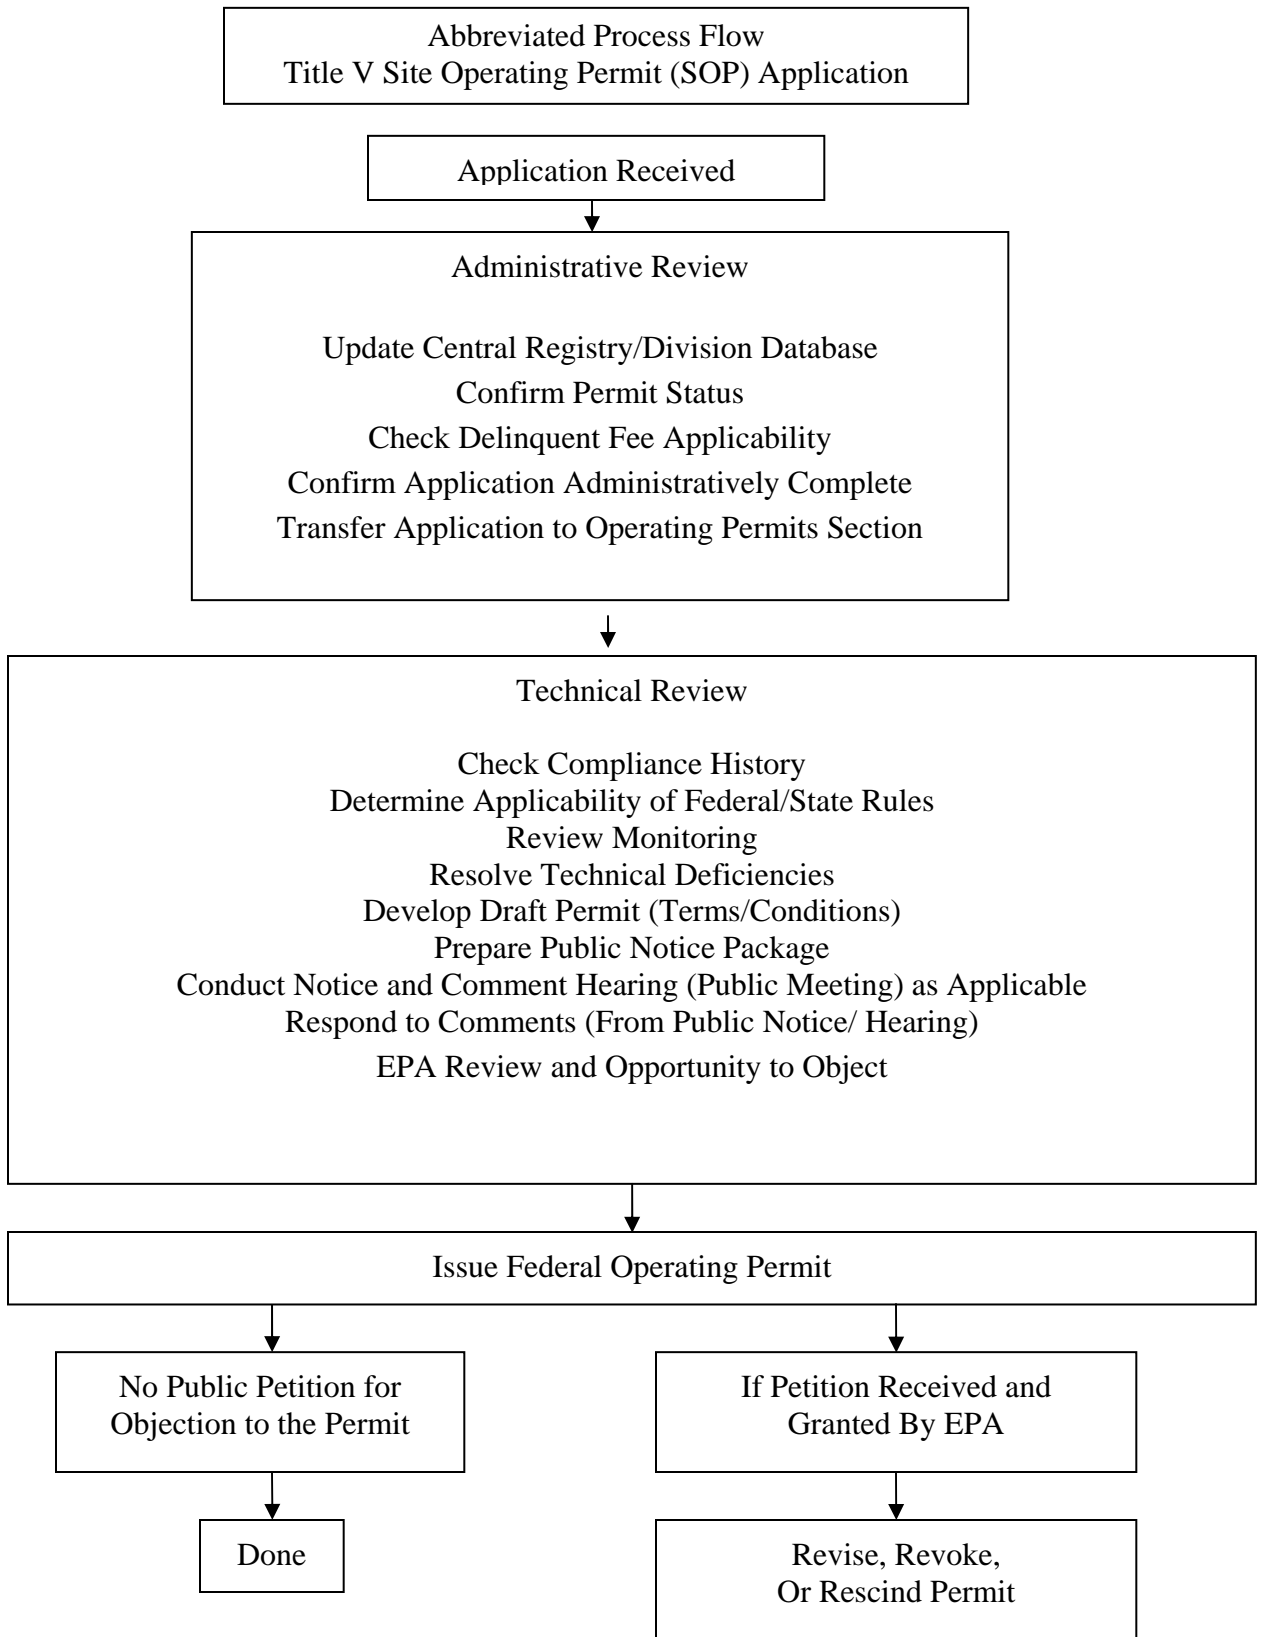 Abbreviated Process Flow
Title V Site Operating Permit (SOP) Application
Application Received
Administrative Review
Update Central Registry/Division Database
Confirm Permit Status
Check Delinquent Fee Applicability
Confirm Application Administratively Complete
Transfer Application to Operating Permits Section
Technical Review
Check Compliance History
Determine Applicability of Federal/State Rules
Review Monitoring
Resolve Technical Deficiencies
Develop Draft Permit (Terms/Conditions)
Prepare Public Notice Package
Conduct Notice and Comment Hearing (Public Meeting) as Applicable
Respond to Comments (From Public Notice/ Hearing)
EPA Review and Opportunity to Object
Issue Federal Operating Permit
No Public Petition for
Objection to the Permit
If Petition Received and
Granted By EPA
Done
Revise, Revoke,
Or Rescind Permit